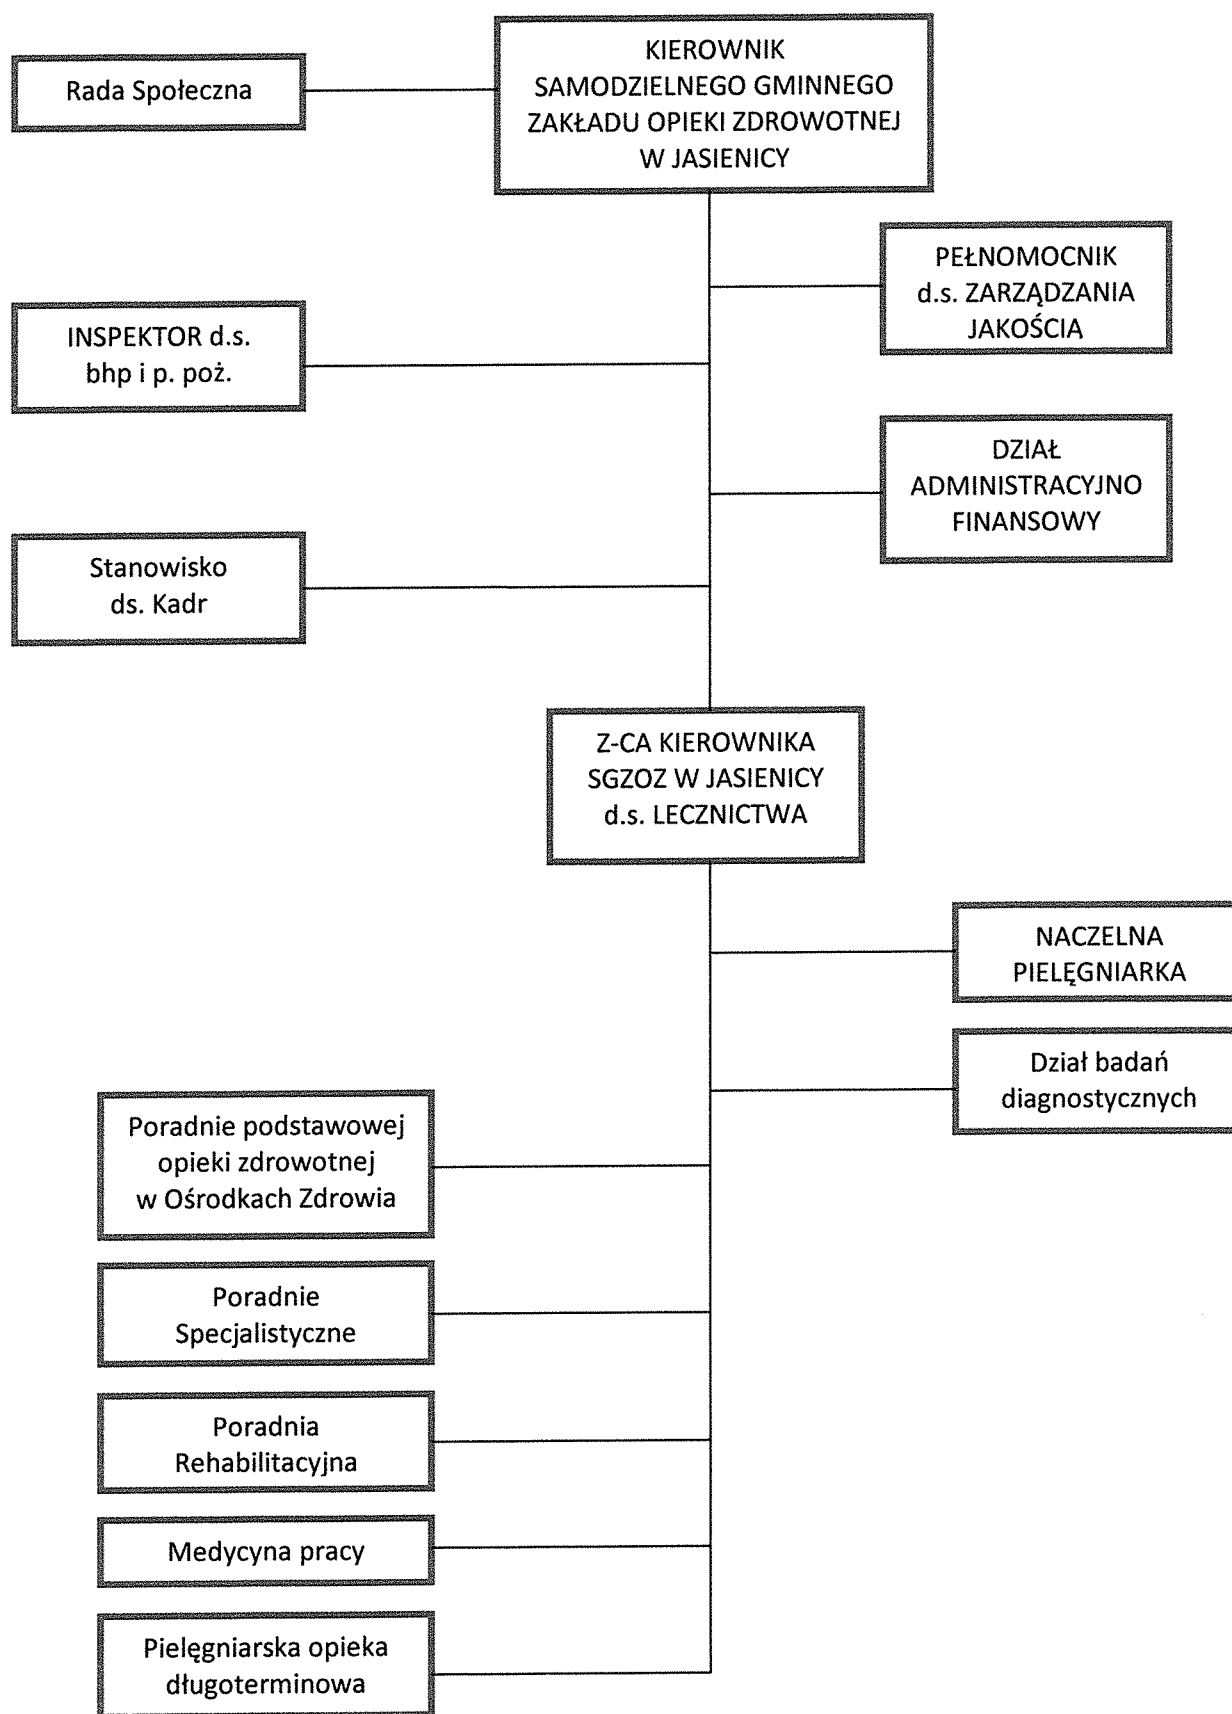 KIEROWNIK
SAMODZIELNEGO GMINNEGO
ZAKŁADU OPIEKI ZDROWOTNEJ
W JASIENICY
Rada Społeczna
PEŁNOMOCNIK
d.s. ZARZĄDZANIA
JAKOŚCIĄ
INSPEKTOR d.s.
bhp i p. poż.
DZIAŁ
ADMINISTRACYJNO
FINANSOWY
Stanowisko
ds. Kadr
Z-CA KIEROWNIKA
SGZOZ W JASIENICY
d.s. LECZNICTWA
NACZELNA
PIELĘGNIARKA
Dział badań
diagnostycznych
Poradnie podstawowej
opieki zdrowotnej
w Ośrodkach Zdrowia
Poradnie
Specjalistyczne
Poradnia
Rehabilitacyjna
Medycyna pracy
Pielęgniarska opieka
długoterminowa